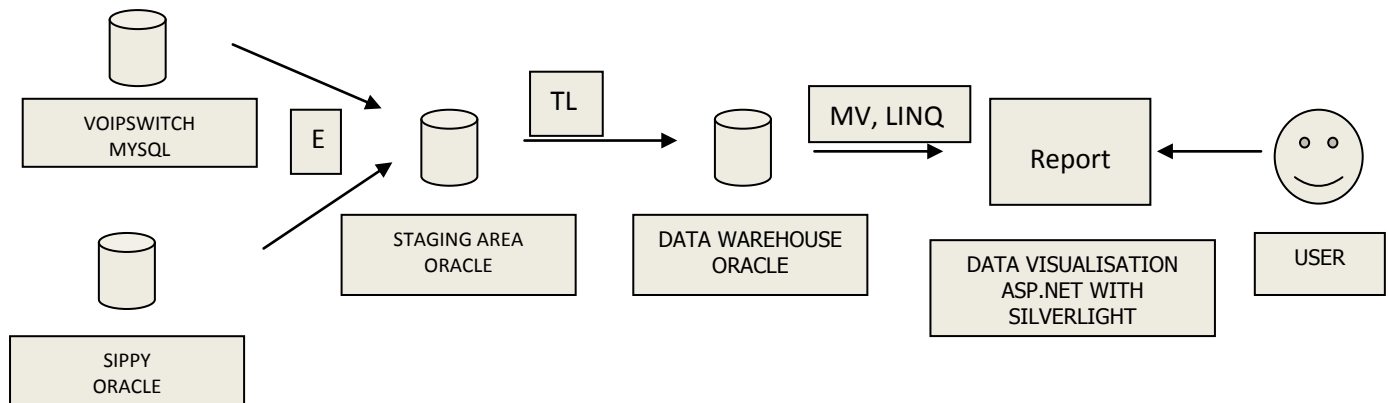 VOIPSWITCH
MYSQL
E
SIPPY
ORACLE
STAGING AREA
ORACLE
TL
DATA WAREHOUSE
ORACLE
MV, LINQ
Report
DATA VISUALISATION
ASP.NET WITH
SILVERLIGHT
USER